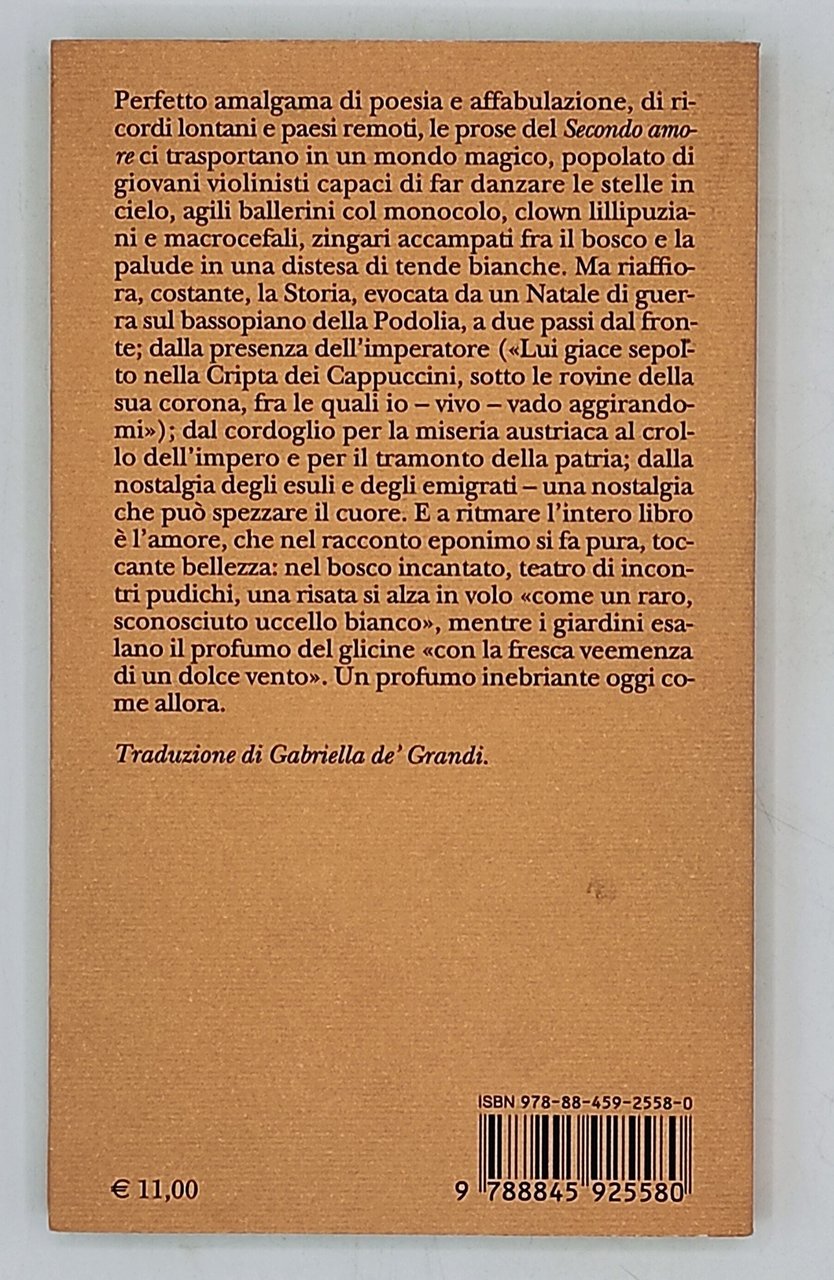 Perfetto amalgama di poesia e affabulazione, di ri-
cordi lontani e paesi remoti, le prose del Secondo amo-
re ci trasportano in un mondo magico, popolato di
giovani violinisti capaci di far danzare le stelle in
cielo, agili ballerini col monocolo, clown lillipuzia-
ni e macrocefali, zingari accampati fra il bosco e la
palude in una distesa di tende bianche. Ma riaffio-
ra, costante, la Storia, evocata da un Natale di guer-
ra sul bassopiano della Podolia, a due passi dal fron-
te; dalla presenza dell'imperatore («Lui giace sepol-
to nella Cripta dei Cappuccini, sotto le rovine della
sua corona, fra le quali io – vivo – vado aggirando-
mi»); dal cordoglio per la miseria austriaca al crol-
lo dell'impero e per il tramonto della patria; dalla
nostalgia degli esuli e degli emigrati – una nostalgia
che può spezzare il cuore. E a ritmare l'intero libro
è l'amore, che nel racconto eponimo si fa pura, toc-
cante bellezza: nel bosco incantato, teatro di incon-
tri pudichi, una risata si alza in volo «come un raro,
sconosciuto uccello bianco», mentre i giardini esa-
lano il profumo del glicine «con la fresca veemenza
di un dolce vento». Un profumo inebriante oggi co-
me allora.
Traduzione di Gabriella de' Grandi.
ISBN 978-88-459-2558-0
€ 11,00
9 788845 925580